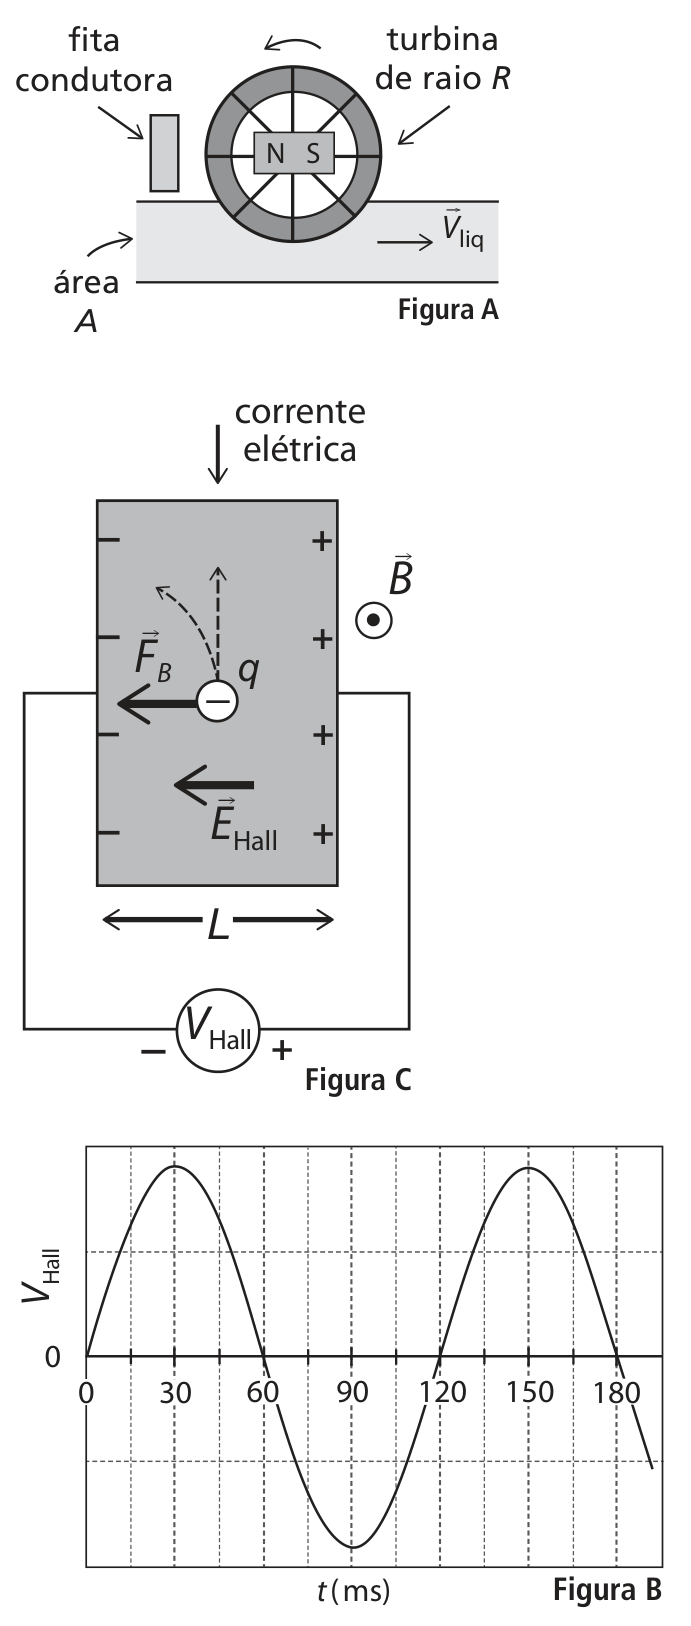 fita
condutora
turbina
de raio R
N S
V⃗liq
área
A
Figura A
corrente
elétrica
− +
B⃗
− +
F⃗B
q
−
− +
E⃗Hall
− +
L
VHall
− +
Figura C
VHall
0
0 30 60 90 120 150 180
t (ms)
Figura B